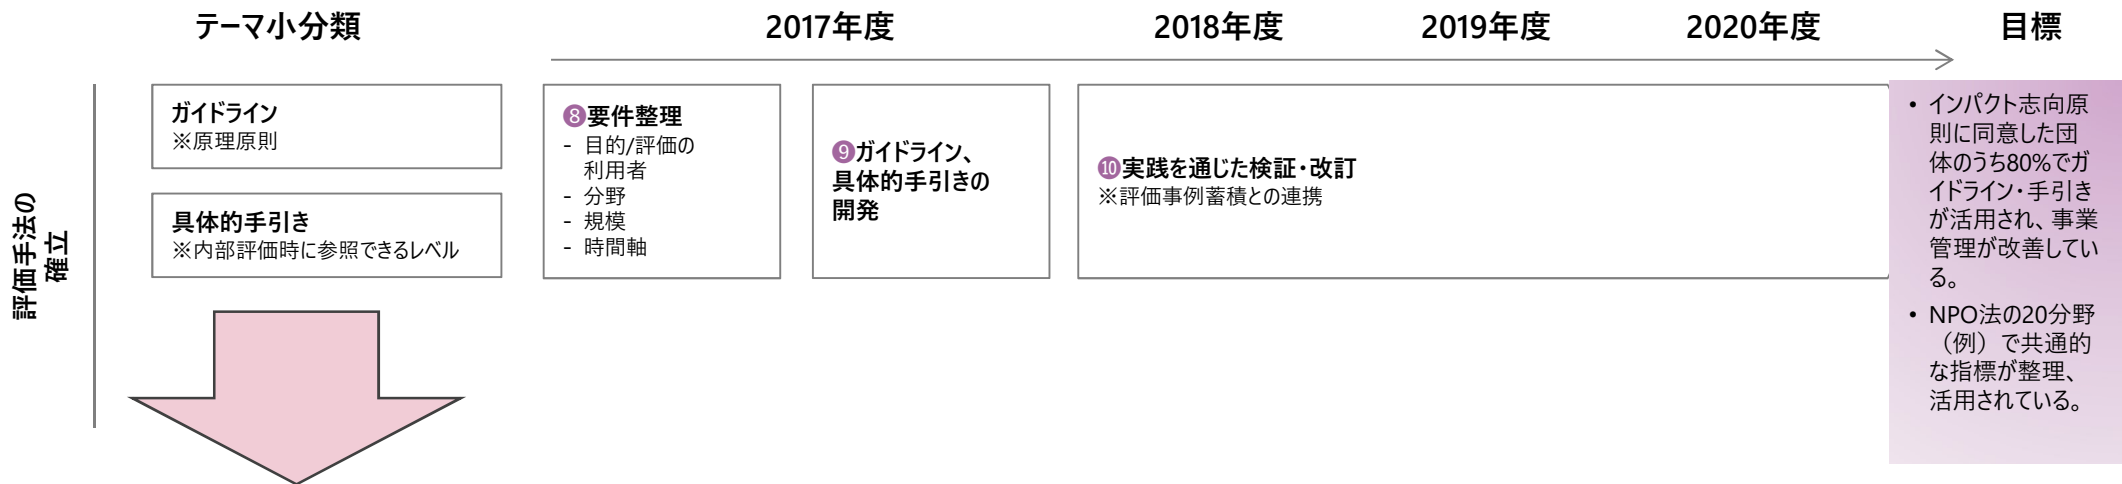 テーマ小分類
2017年度
2018年度
2019年度
2020年度
目標
評価手法の
確立
ガイドライン
※原理原則
具体的手引き
※内部評価時に参照できるレベル
❽要件整理
- 目的/評価の
利用者
- 分野
- 規模
- 時間軸
❾ガイドライン、
具体的手引きの
開発
❿実践を通じた検証・改訂
※評価事例蓄積との連携
• インパクト志向原
則に同意した団
体のうち80%でガ
イドライン・手引き
が活用され、事業
管理が改善してい
る。
• NPO法の20分野
（例）で共通的
な指標が整理、
活用されている。